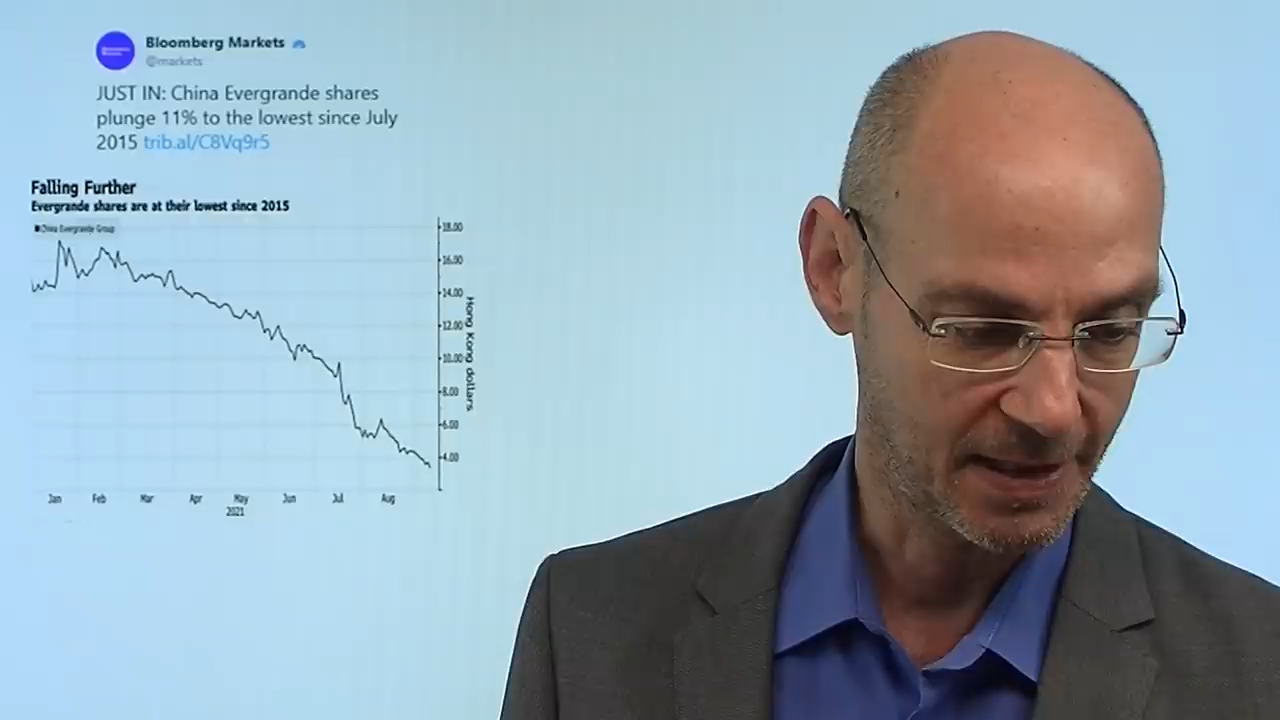 Bloomberg Markets
@markets
JUST IN: China Evergrande shares
plunge 11% to the lowest since July
2015 trib.al/C8Vq9r5
Falling Further
Evergrande shares are at their lowest since 2015
China Evergrande Group
18.00
16.00
14.00
12.00
10.00
8.00
6.00
4.00
Hong Kong dollars
Jan Feb Mar Apr May Jun Jul Aug
2021